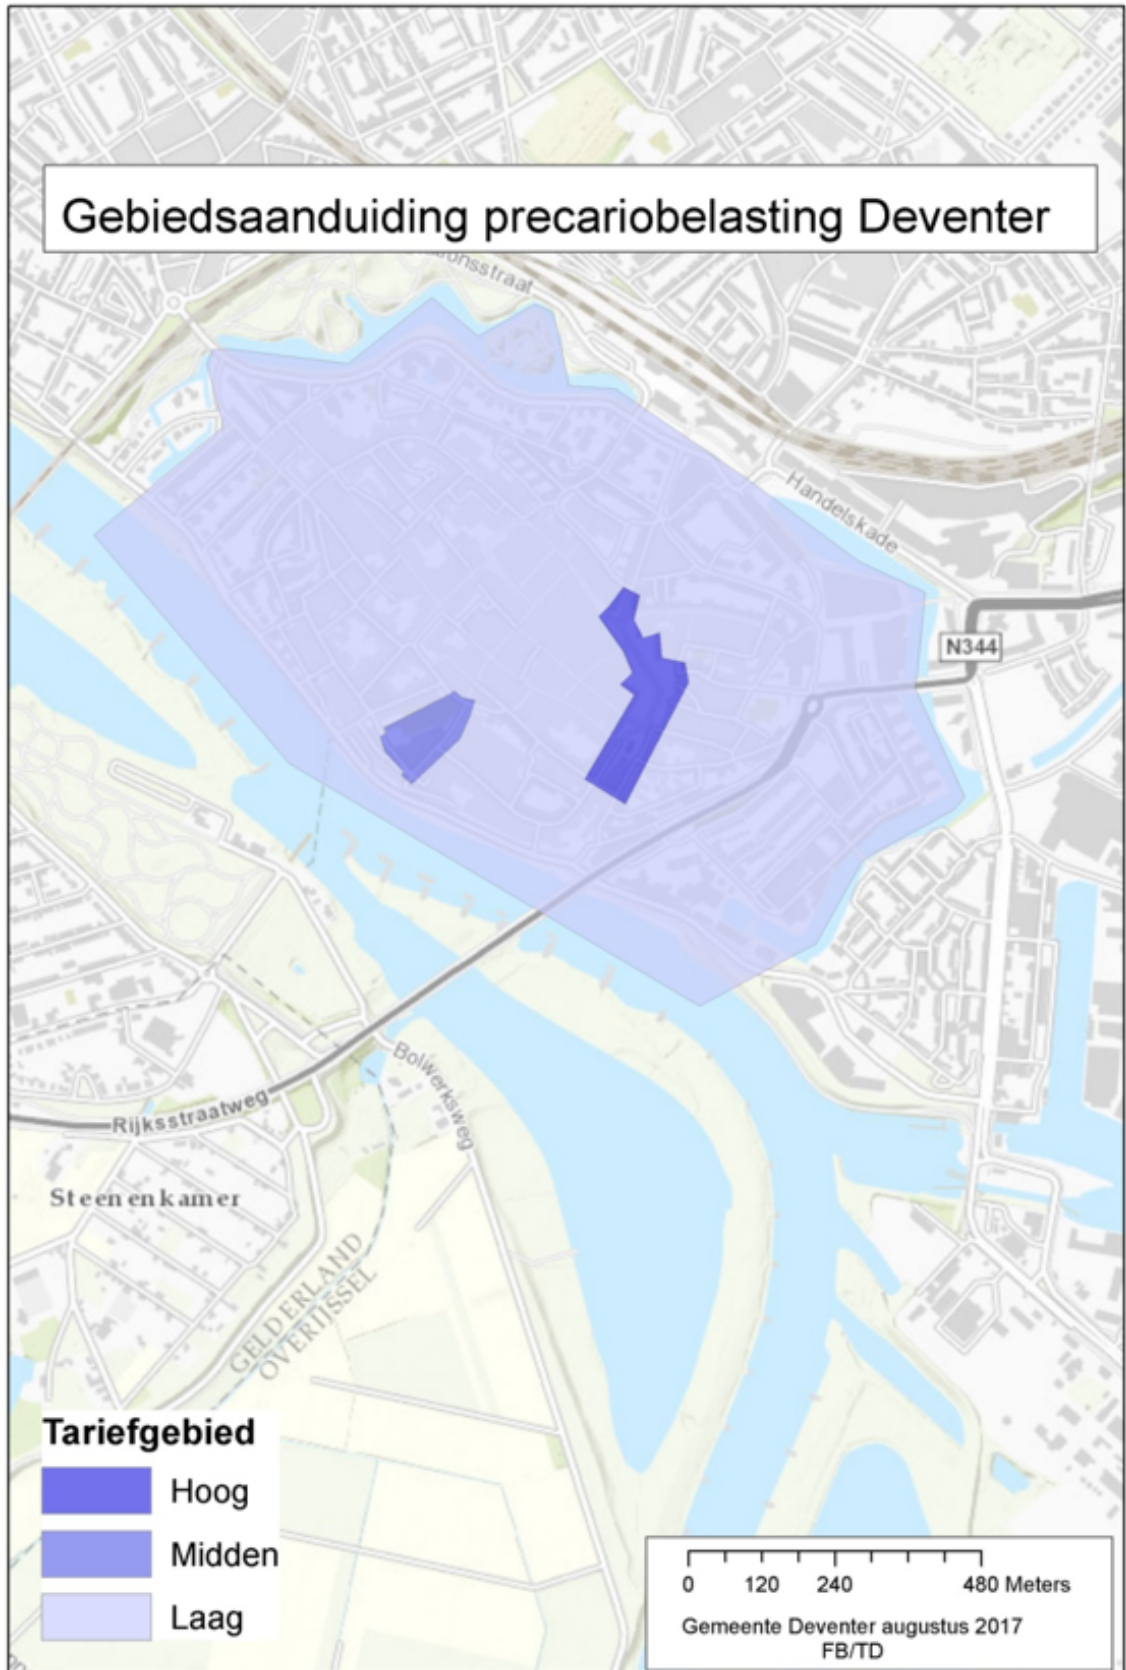 Gebiedsaanduiding precariobelasting Deventer
Handelskade
N344
Bolwerksweg
Rijksstraatweg
Steenenkamer
GELDERLAND
OVERIJSSEL
Tariefgebied
Hoog
Midden
Laag
0 120 240 480 Meters
Gemeente Deventer augustus 2017
FB/TD